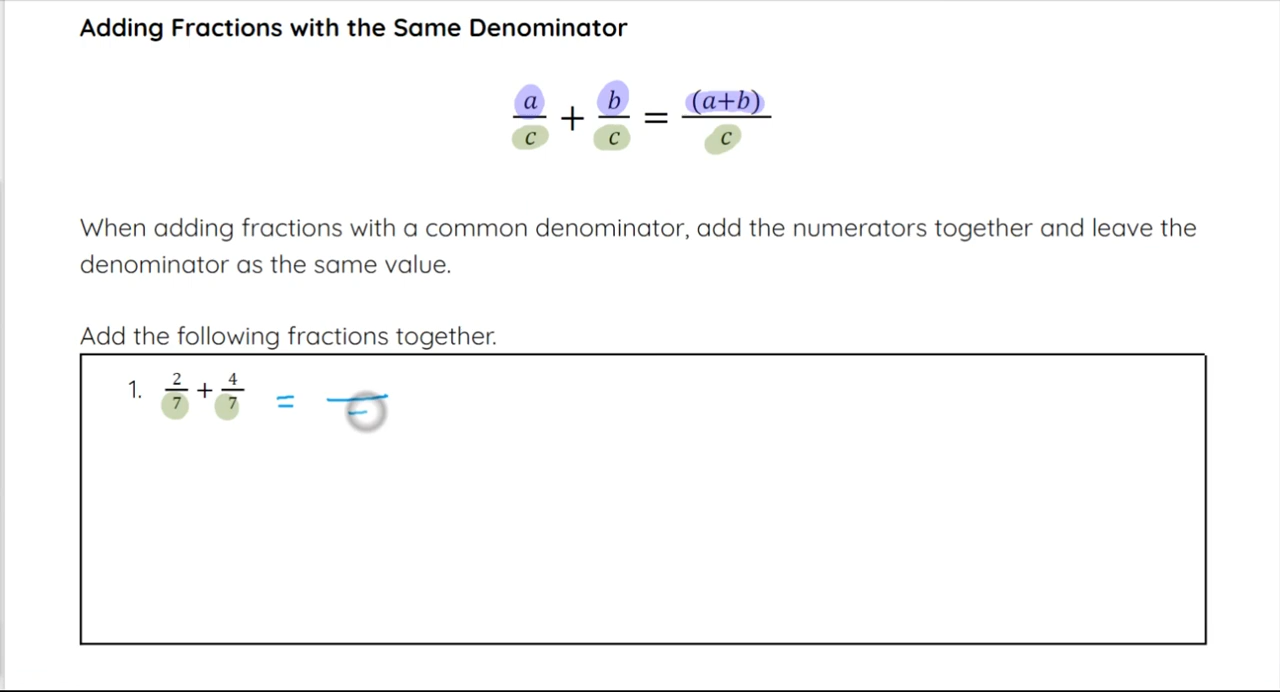 Adding Fractions with the Same Denominator
a/c + b/c = (a+b)/c
When adding fractions with a common denominator, add the numerators together and leave the
denominator as the same value.
Add the following fractions together.
1. 2/7 + 4/7 =